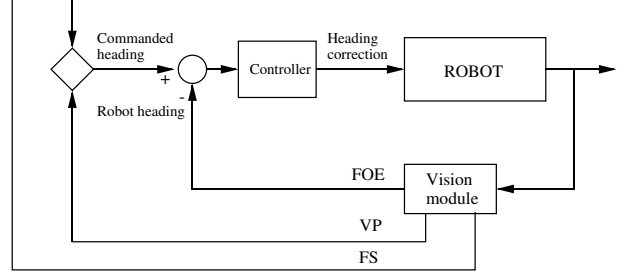 Commanded
heading
Heading
correction
+
Controller
ROBOT
-
Robot heading
FOE
Vision
module
VP
FS